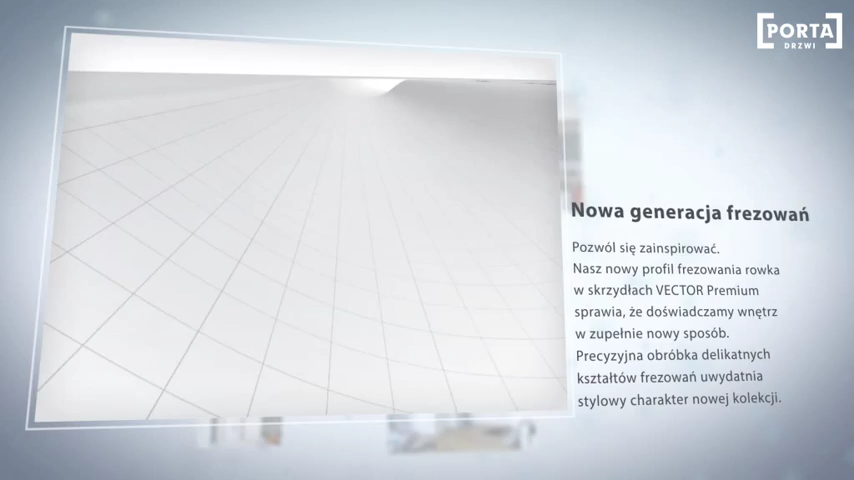 PORTA
DRZWI
Nowa generacja frezowań
Pozwól się zainspirować.
Nasz nowy profil frezowania rowka
w skrzydłach VECTOR Premium
sprawia, że doświadczamy wnętrz
w zupełnie nowy sposób.
Precyzyjna obróbka delikatnych
kształtów frezowań uwydatnia
stylowy charakter nowej kolekcji.